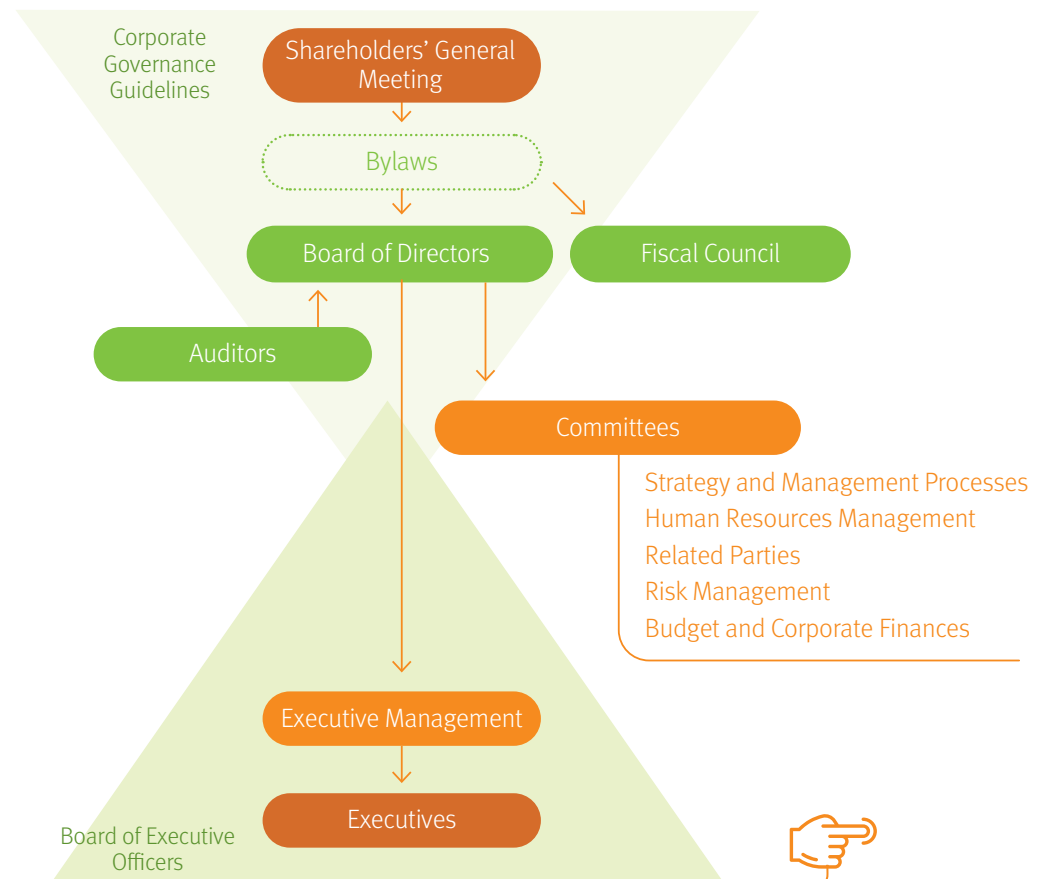 Corporate
Governance
Guidelines
Shareholders’ General
Meeting
Bylaws
Board of Directors
Fiscal Council
Auditors
Committees
Strategy and Management Processes
Human Resources Management
Related Parties
Risk Management
Budget and Corporate Finances
Executive Management
Executives
Board of Executive
Officers